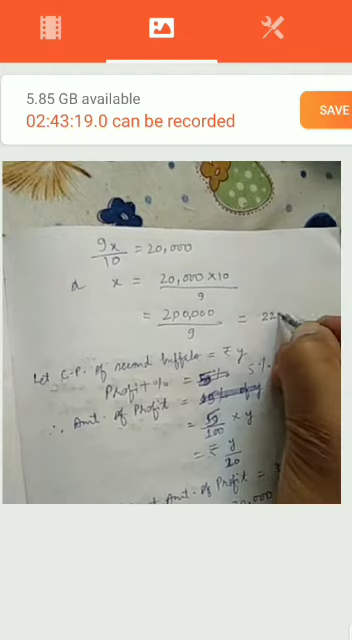 5.85 GB available
SAVE
02:43:19.0 can be recorded
9x/10 = 20,000
x = 20,000×10/9
= 200,000/9 = 22
Let C.P. of second buffalo = ₹ y
Profit% = 5%
∴ Amt. of Profit =
= 5/100 × y
= ₹ y/20
Amt. of Profit =